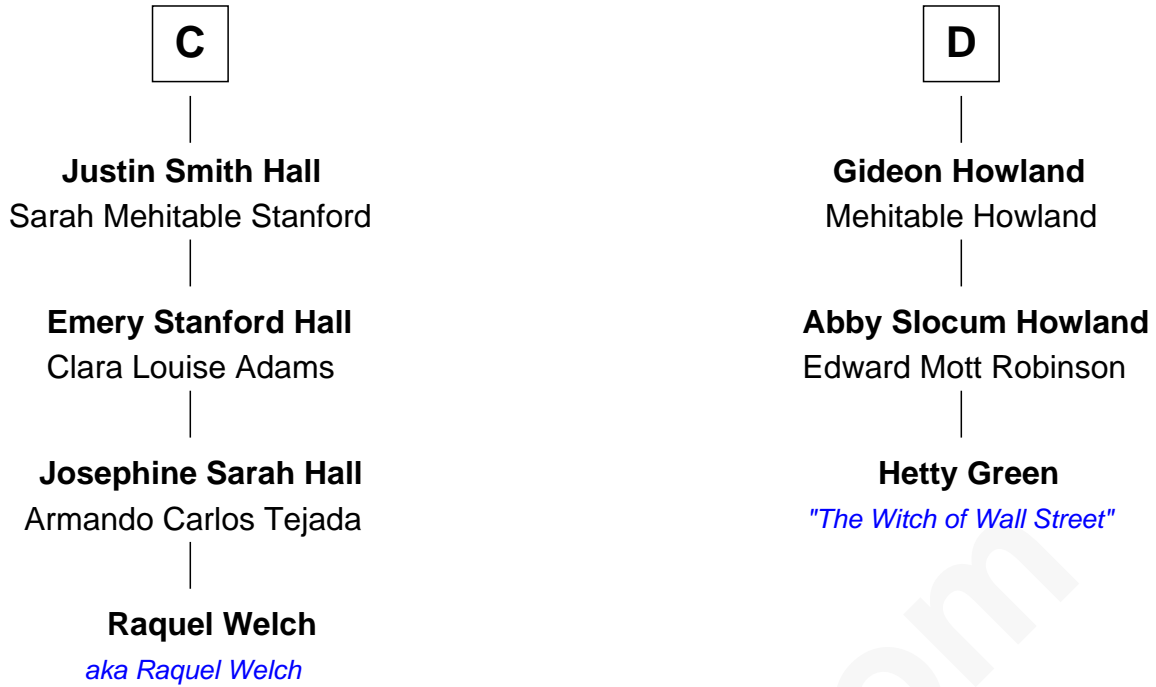 C
Justin Smith Hall
Sarah Mehitable Stanford
Emery Stanford Hall
Clara Louise Adams
Josephine Sarah Hall
Armando Carlos Tejada
Raquel Welch
aka Raquel Welch
D
Gideon Howland
Mehitable Howland
Abby Slocum Howland
Edward Mott Robinson
Hetty Green
"The Witch of Wall Street"
om